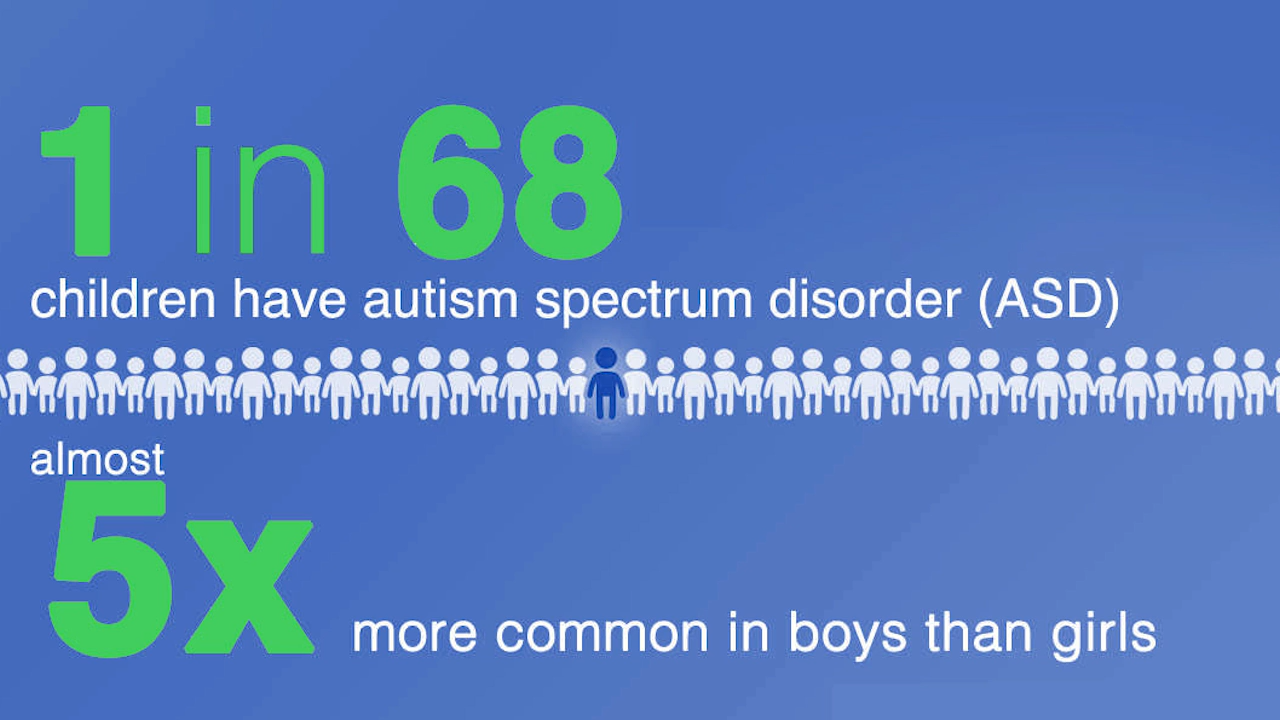 1 in 68
children have autism spectrum disorder (ASD)
almost
5x more common in boys than girls